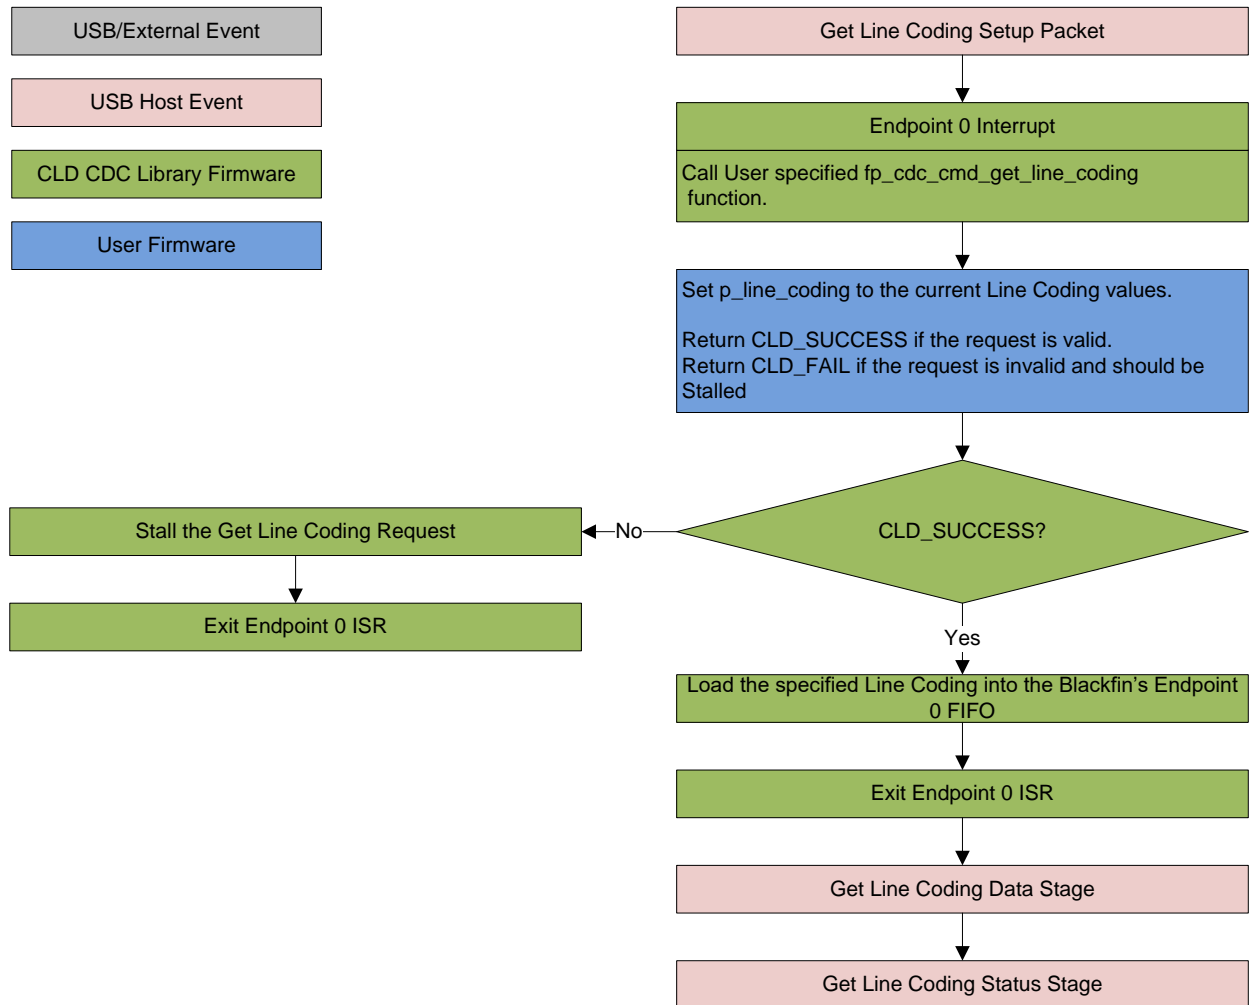 USB/External Event
USB Host Event
CLD CDC Library Firmware
User Firmware
Get Line Coding Setup Packet
Endpoint 0 Interrupt
Call User specified fp_cdc_cmd_get_line_coding
function.
Set p_line_coding to the current Line Coding values.
Return CLD_SUCCESS if the request is valid.
Return CLD_FAIL if the request is invalid and should be
Stalled
CLD_SUCCESS?
No
Stall the Get Line Coding Request
Exit Endpoint 0 ISR
Yes
Load the specified Line Coding into the Blackfin's Endpoint
0 FIFO
Exit Endpoint 0 ISR
Get Line Coding Data Stage
Get Line Coding Status Stage